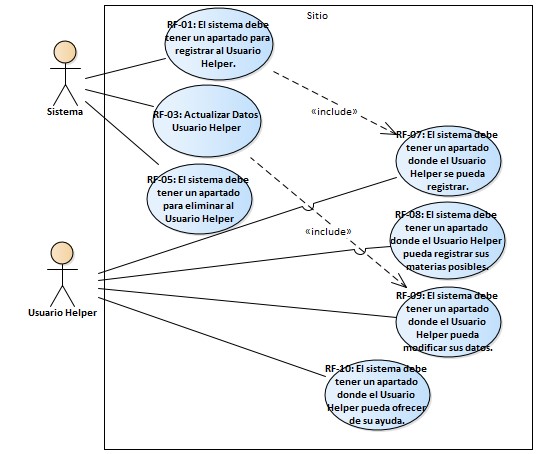 Sitio
RF-01: El sistema debe
tener un apartado para
registrar al Usuario
Helper.
Sistema
RF-03: Actualizar Datos
Usuario Helper
«include»
RF-07: El sistema debe
tener un apartado
donde el Usuario
Helper se pueda
registrar.
RF-05: El sistema debe
tener un apartado
para eliminar al
Usuario Helper
RF-08: El sistema debe
tener un apartado
donde el Usuario Helper
pueda registrar sus
materias posibles.
«include»
Usuario Helper
RF-09: El sistema debe
tener un apartado
donde el Usuario
Helper pueda
modificar sus datos.
RF-10: El sistema debe
tener un apartado
donde el Usuario
Helper pueda ofrecer
de su ayuda.